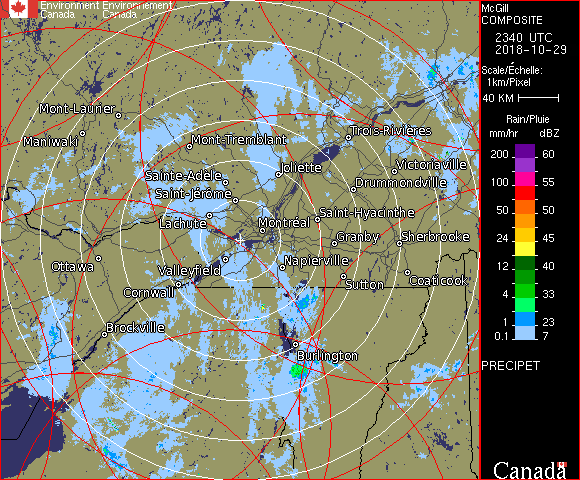 Environment Environnement
Canada Canada
McGill
COMPOSITE
2340 UTC
2018-10-29
Scale/Échelle:
1km/Pixel
40 KM
Rain/Pluie
mm/hr dBZ
200 60
100 55
50 50
24 45
12 40
4 33
1 23
0.1 7
PRECIPET
Canada
Mont-Laurier
Maniwaki
Mont-Tremblant
Trois-Rivières
Joliette
Victoriaville
Sainte-Adèle
Drummondville
Saint-Jérôme
Saint-Hyacinthe
Lachute
Montréal
Granby
Sherbrooke
Ottawa
Napierville
Valleyfield
Sutton
Coaticook
Cornwall
Brockville
Burlington